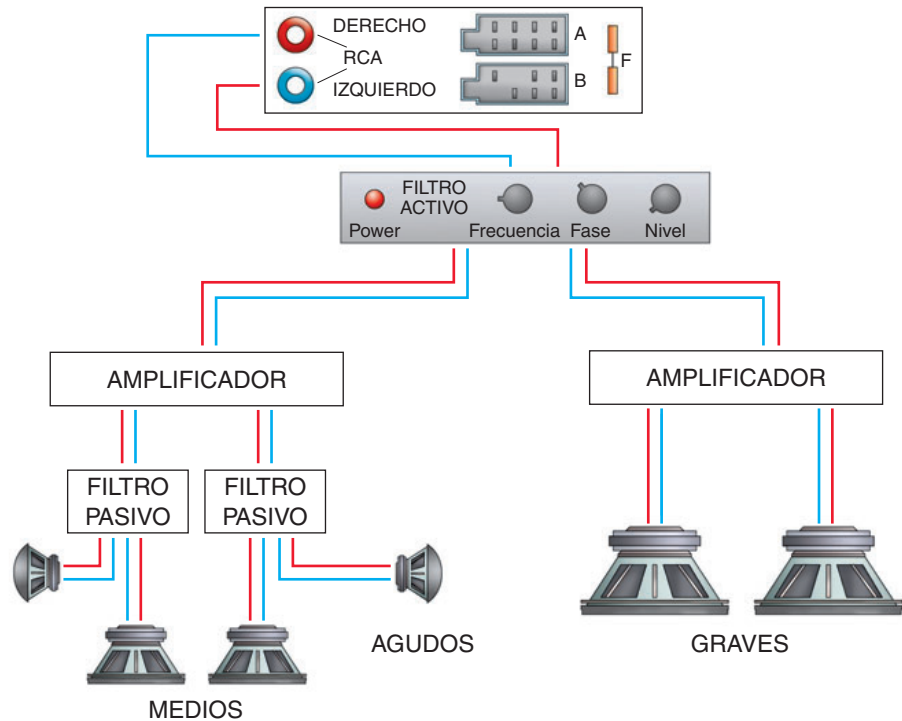 DERECHO
RCA
IZQUIERDO
A
B
F
FILTRO
ACTIVO
Power
Frecuencia
Fase
Nivel
AMPLIFICADOR
AMPLIFICADOR
FILTRO
PASIVO
FILTRO
PASIVO
AGUDOS
GRAVES
MEDIOS